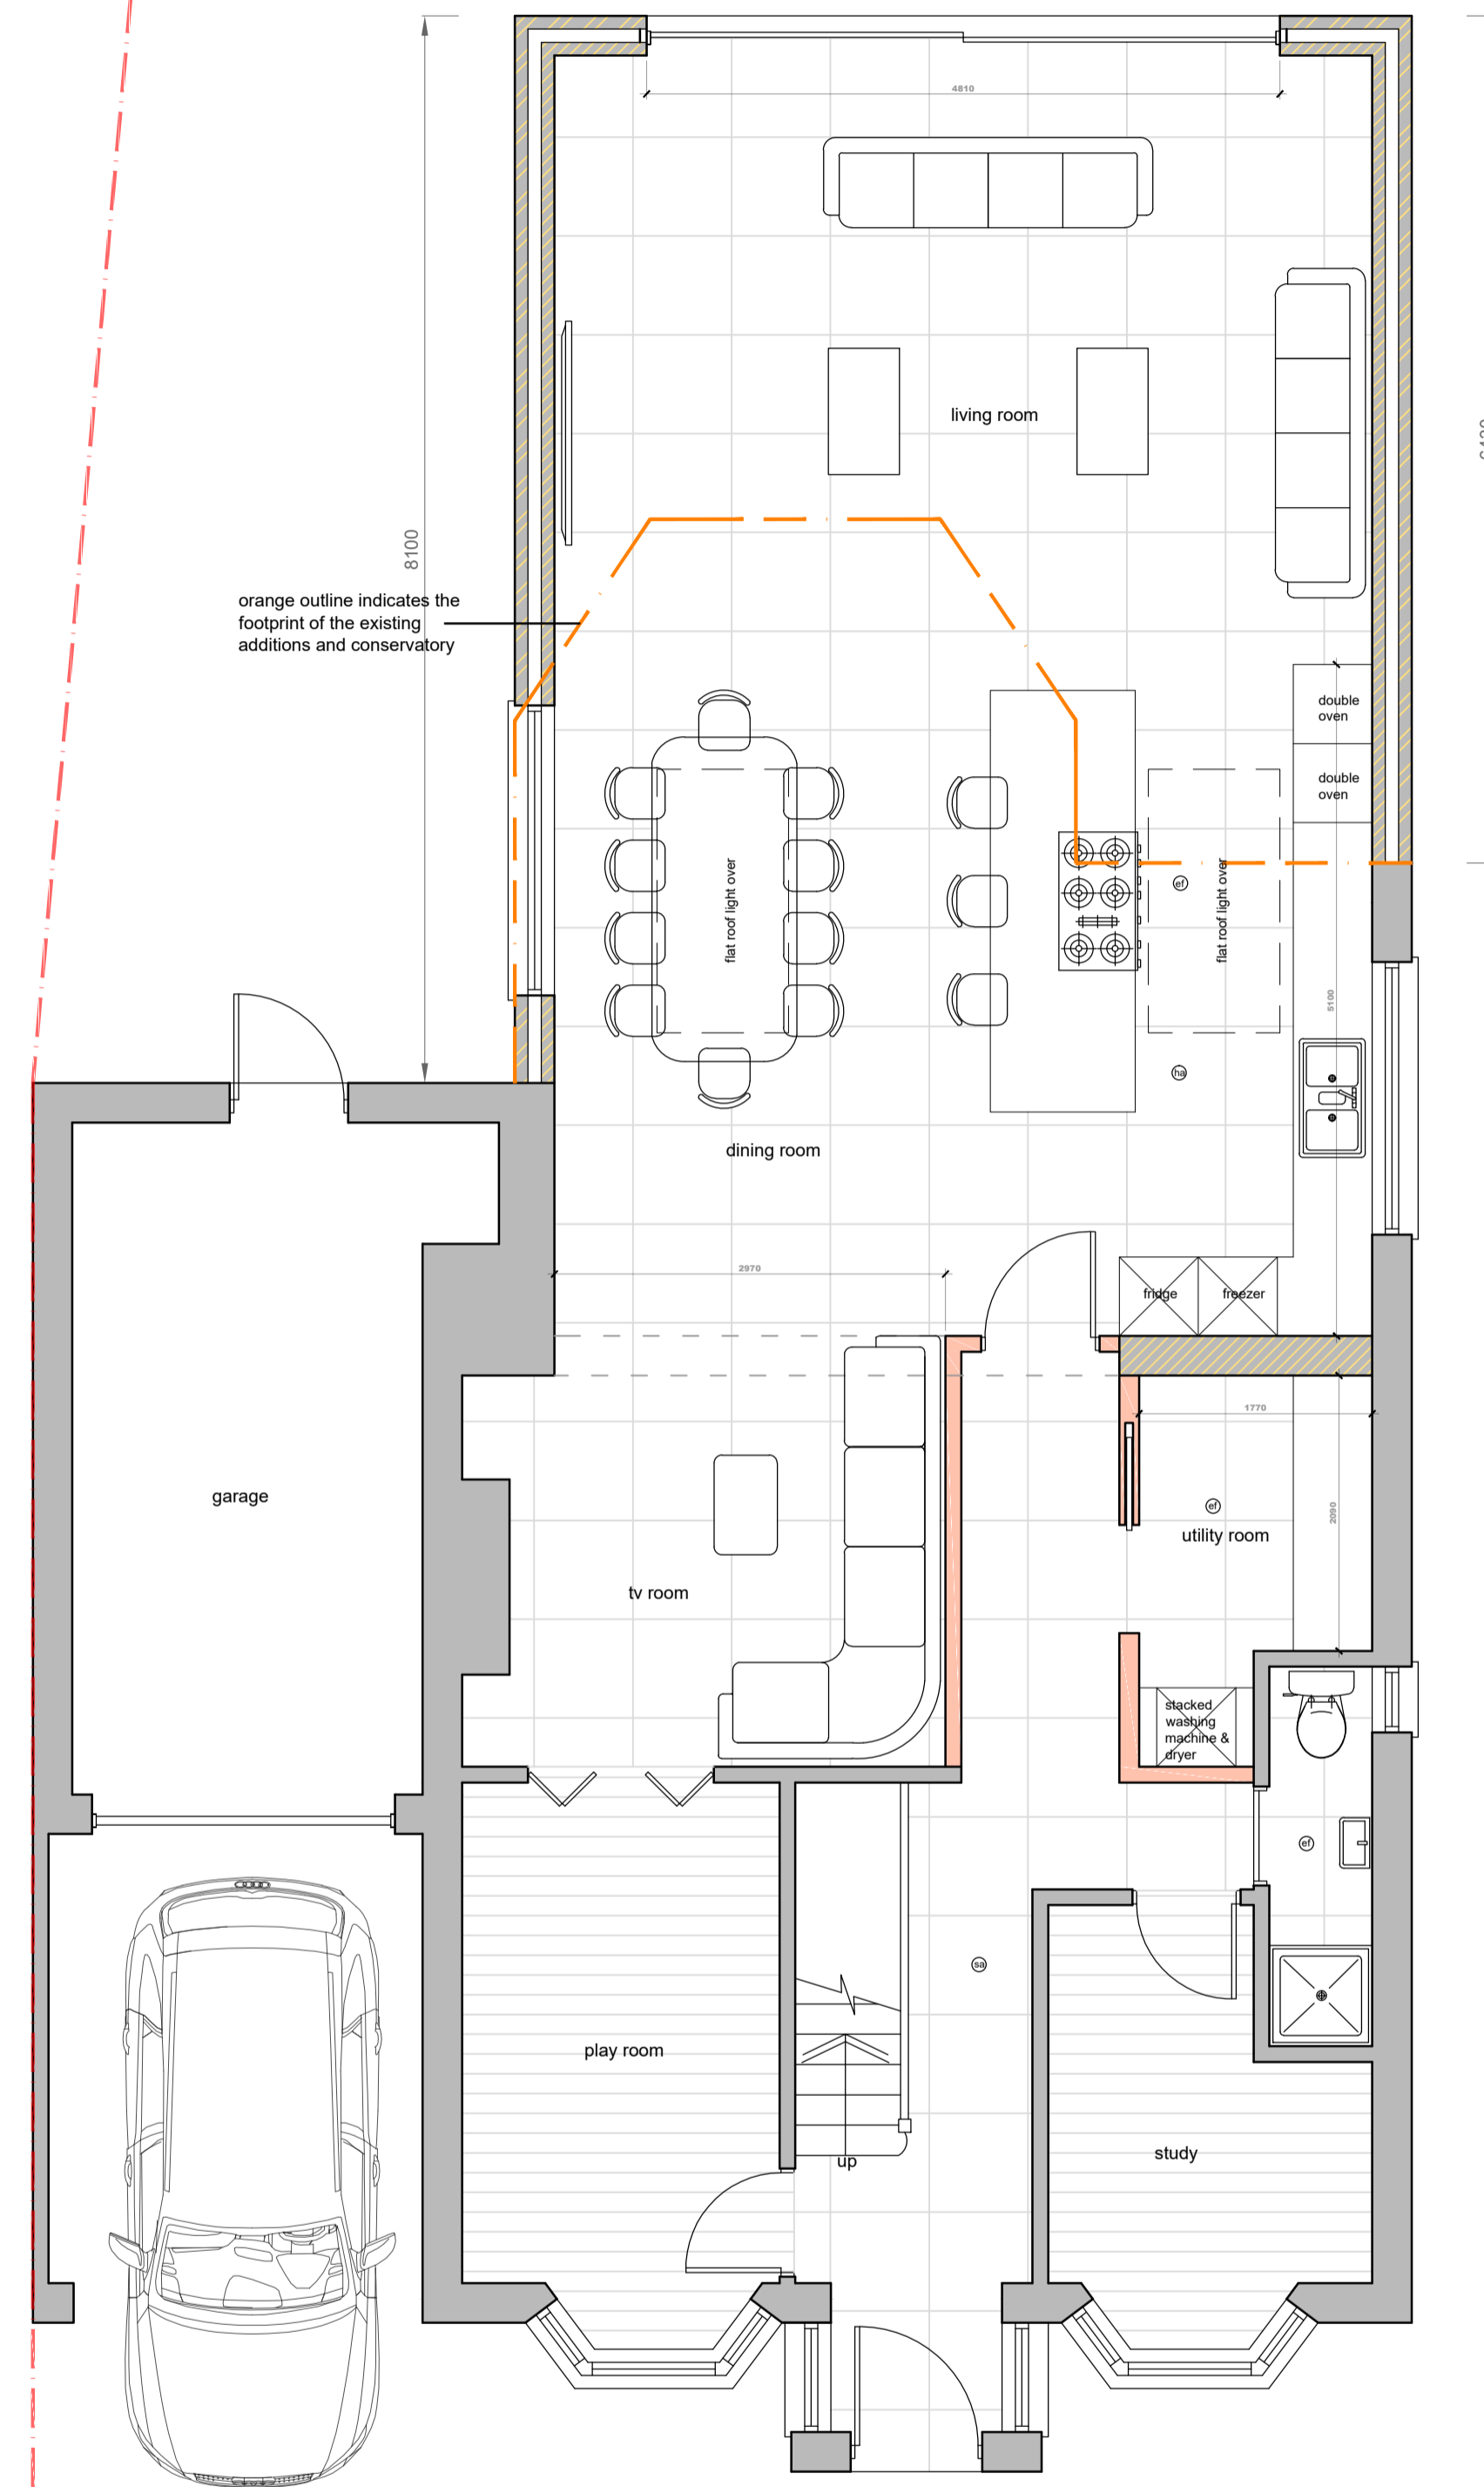 4810
living room
8100
orange outline indicates the
footprint of the existing
additions and conservatory
double
oven
double
oven
flat roof light over
flat roof light over
ef
5100
ha
dining room
2970
fridge
freezer
1770
garage
ef
2090
utility room
tv room
stacked
washing
machine &
dryer
ef
sa
play room
up
study